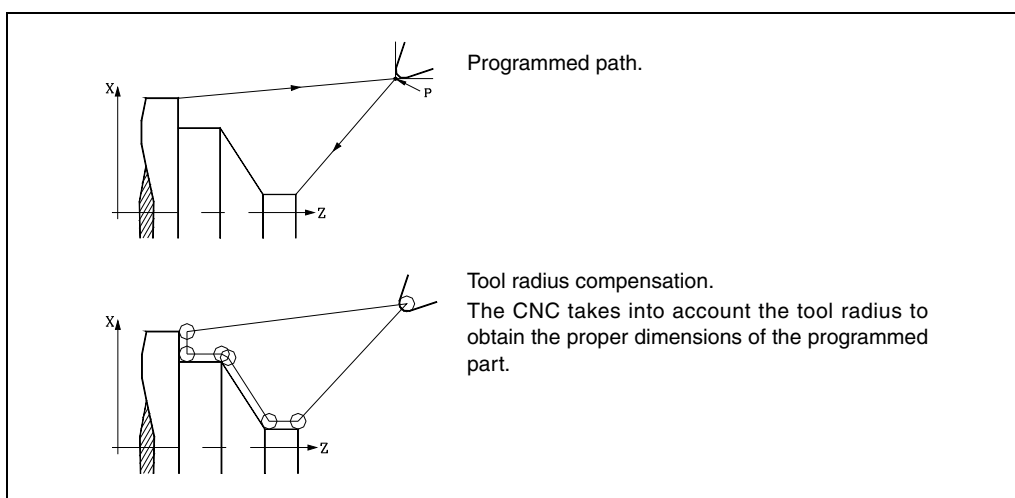 Programmed path.
X
P
Z
Tool radius compensation.
The CNC takes into account the tool radius to
obtain the proper dimensions of the programmed
part.
X
Z